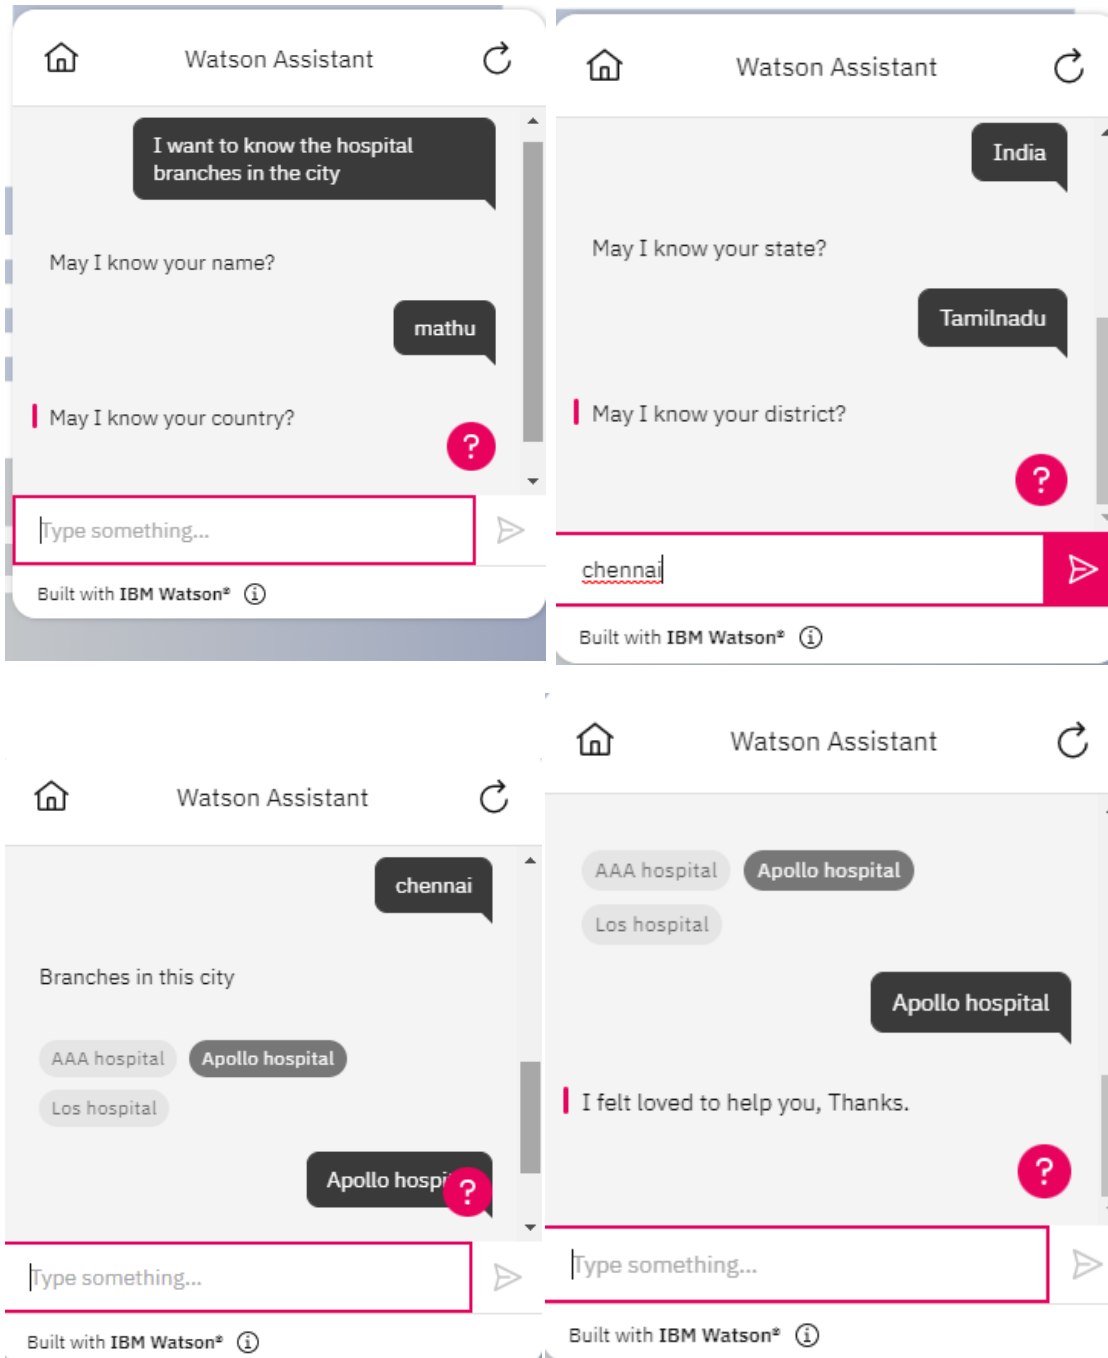 Watson Assistant
I want to know the hospital
branches in the city
May I know your name?
mathu
May I know your country?
?
Type something...
Built with IBM Watson®
Watson Assistant
India
May I know your state?
Tamilnadu
May I know your district?
?
chennai
Built with IBM Watson®
Watson Assistant
chennai
Branches in this city
AAA hospital Apollo hospital
Los hospital
Apollo hospi
?
Type something...
Built with IBM Watson®
Watson Assistant
AAA hospital Apollo hospital
Los hospital
Apollo hospital
I felt loved to help you, Thanks.
?
Type something...
Built with IBM Watson®